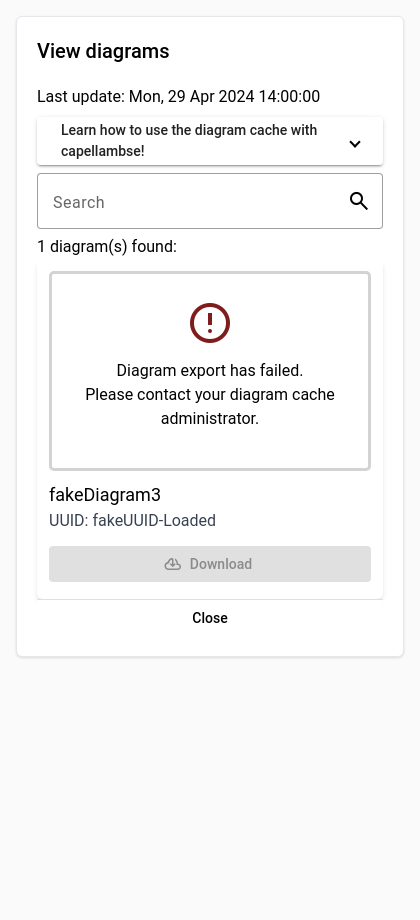 View diagrams
Last update: Mon, 29 Apr 2024 14:00:00
Learn how to use the diagram cache with
capellambse!
Search
1 diagram(s) found:
Diagram export has failed.
Please contact your diagram cache
administrator.
fakeDiagram3
UUID: fakeUUID-Loaded
Download
Close